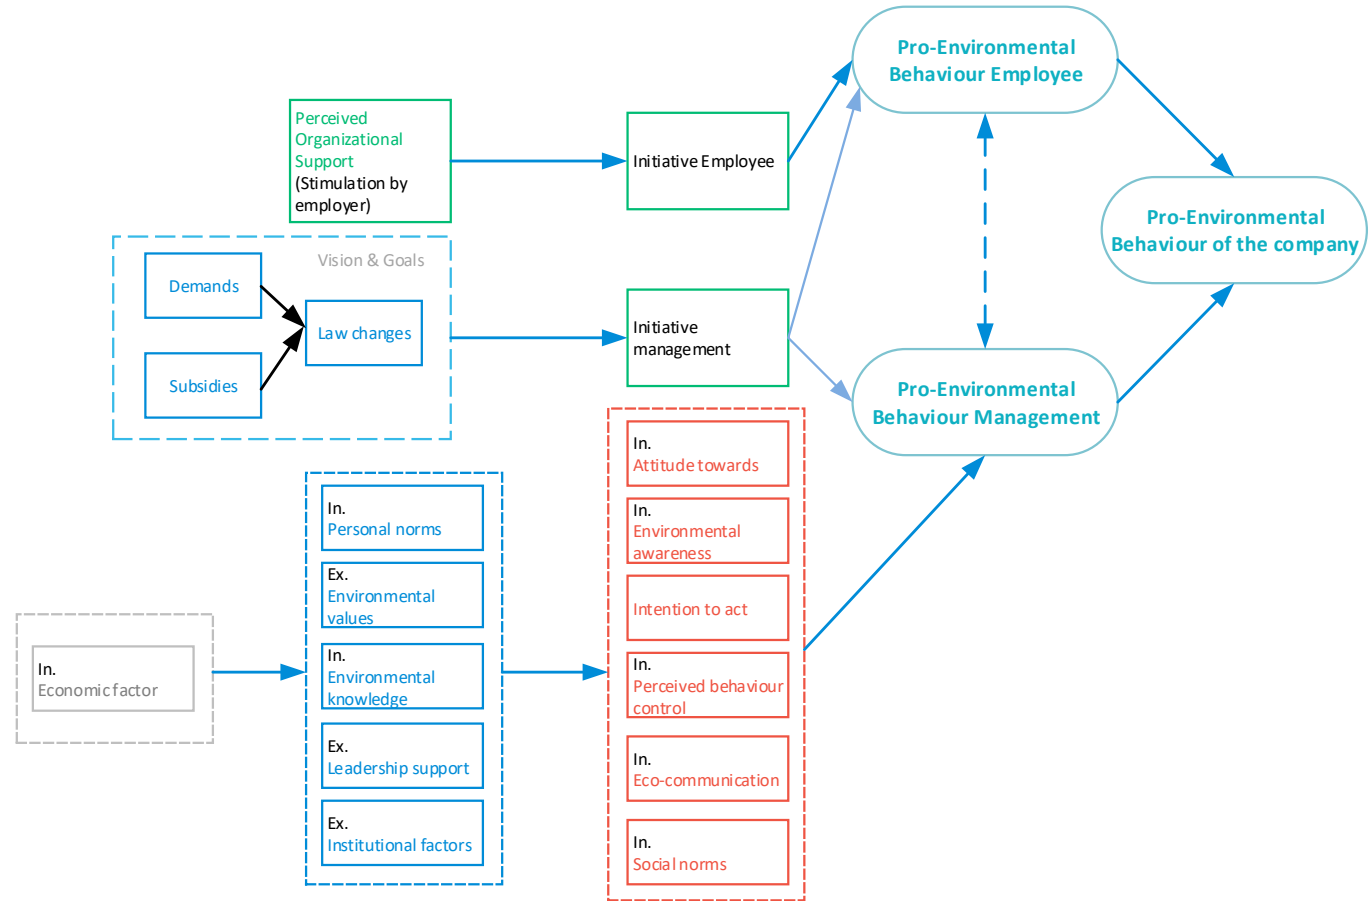 Pro-Environmental
Behaviour Employee
Perceived
Organizational
Support
(Stimulation by
employer)
Initiative Employee
Pro-Environmental
Behaviour of the company
Vision & Goals
Demands
Law changes
Subsidies
Initiative
management
Pro-Environmental
Behaviour Management
In.
Attitude towards
In.
Environmental
awareness
Intention to act
In.
Perceived behaviour
control
In.
Eco-communication
In.
Social norms
In.
Personal norms
Ex.
Environmental
values
In.
Environmental
knowledge
Ex.
Leadership support
Ex.
Institutional factors
In.
Economic factor